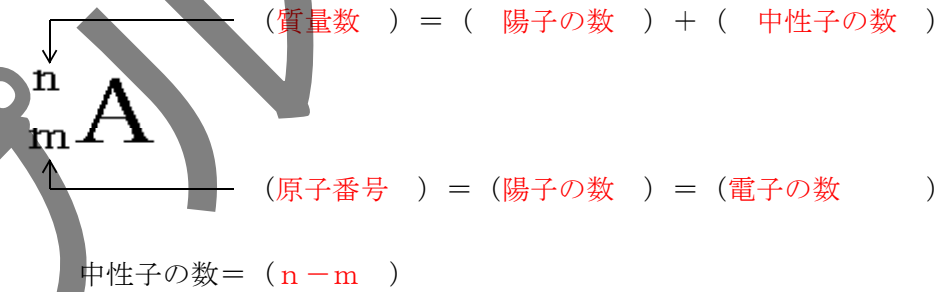 (質量数　) = (　陽子の数　) + (　中性子の数　)
n
A
m
(原子番号　) = (陽子の数　) = (電子の数　　　)
中性子の数= (n-m　)